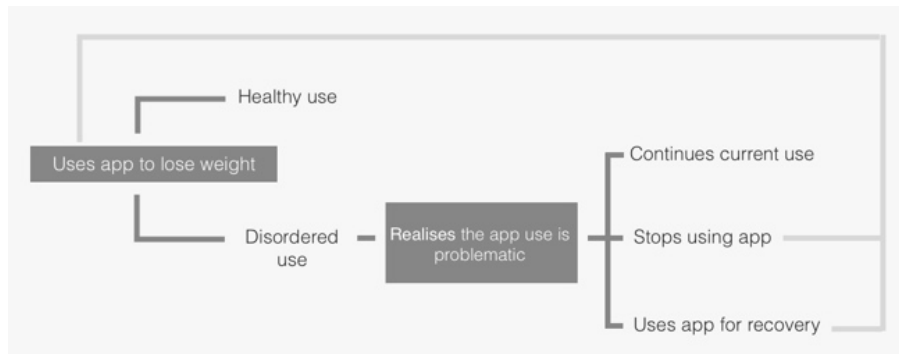 Healthy use
Uses app to lose weight
Continues current use
Disordered
use
Realises the app use is
problematic
Stops using app
Uses app for recovery